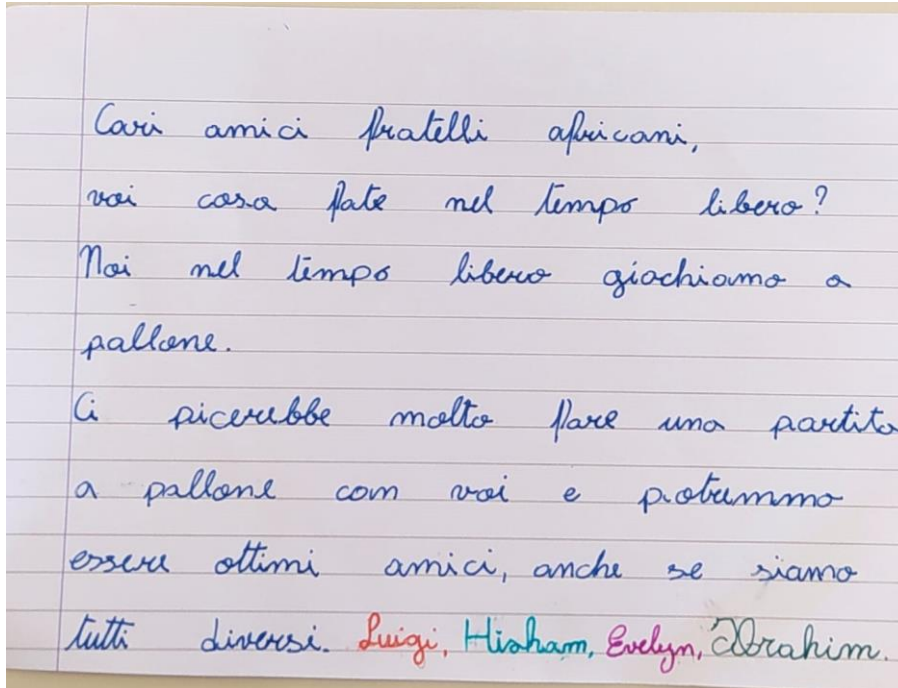 Cari amici fratelli africani,
voi cosa fate nel tempo libero?
Noi nel tempo libero giochiamo a
pallone.
Ci picerebbe molto fare una partita
a pallone con voi e potremmo
essere ottimi amici, anche se siamo
tutti diversi. Luigi, Hisham, Evelyn, Ibrahim.